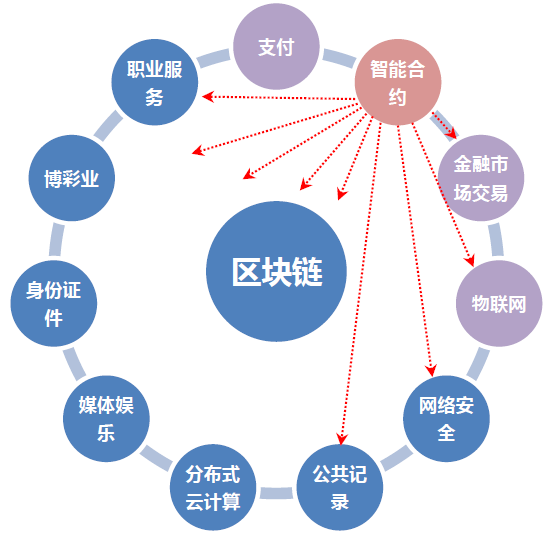 支付
智能合
约
金融市
场交易
物联网
网络安
全
公共记
录
分布式
云计算
媒体娱
乐
身份证
件
博彩业
职业服
务
区块链